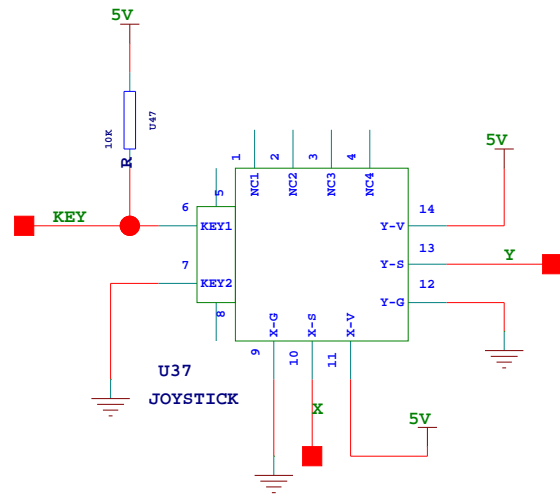 5V
10K
U47
R
1
2
3
4
NC1
NC2
NC3
NC4
5V
5
6
KEY
KEY1
Y-V
14
7
KEY2
Y-S
13
Y
Y-G
12
8
X-G
X-S
X-V
9
10
11
U37
JOYSTICK
X
5V